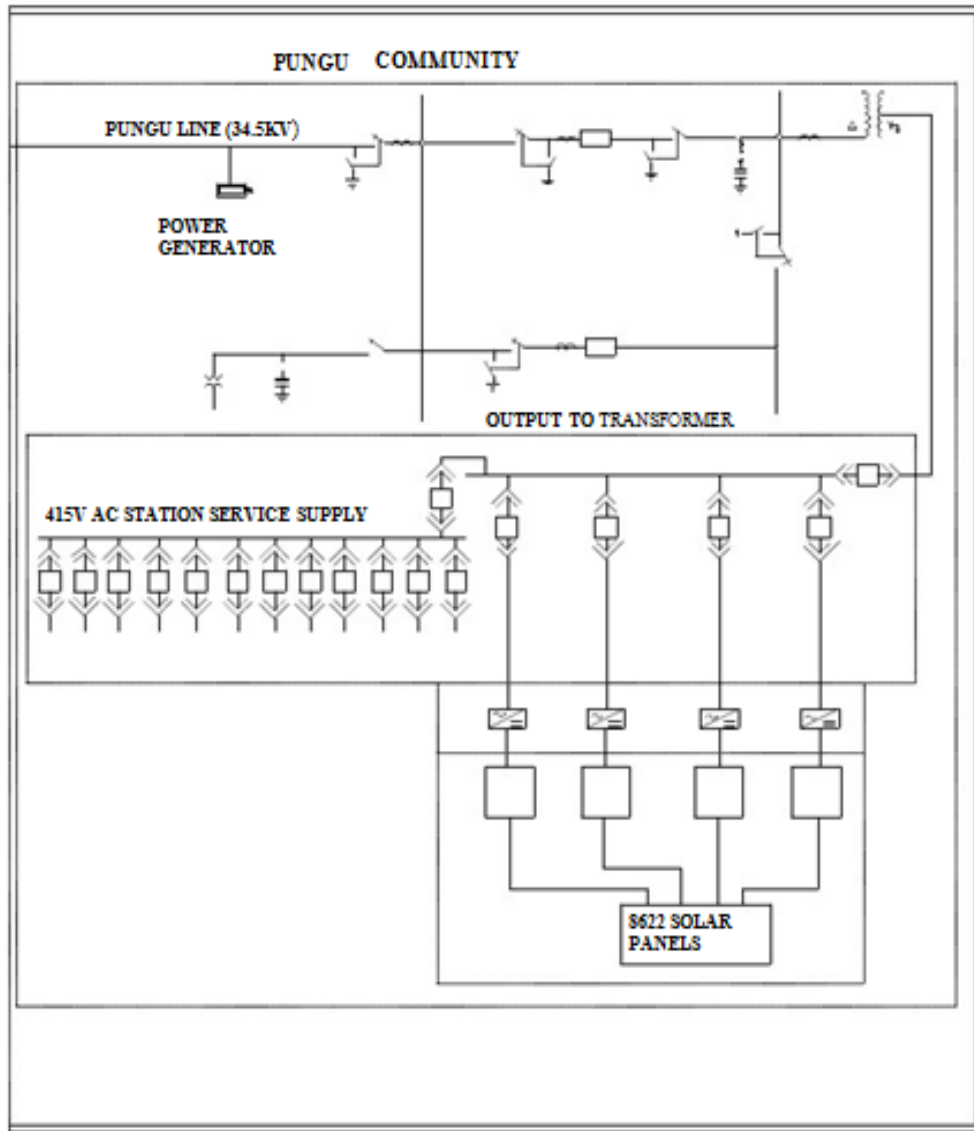 PUNGU COMMUNITY
PUNGU LINE (34.5KV)
POWER
GENERATOR
OUTPUT TO TRANSFORMER
415V AC STATION SERVICE SUPPLY
8622 SOLAR
PANELS